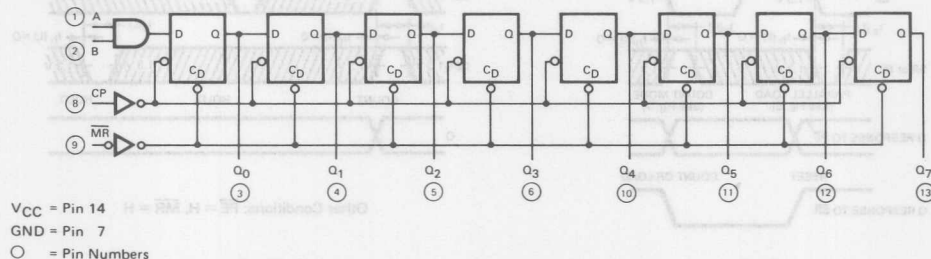 1 A
D Q D Q D Q D Q D Q D Q D Q D Q
2 B
CD CD CD CD CD CD CD CD
8 CP
9 MR
Q0 Q1 Q2 Q3 Q4 Q5 Q6 Q7
3 4 5 6 10 11 12 13
VCC = Pin 14
GND = Pin 7
○ = Pin Numbers